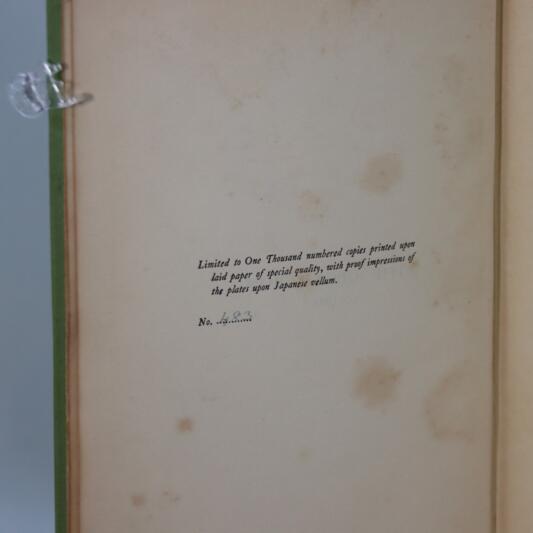 Limited to One Thousand numbered copies printed upon
laid paper of special quality, with proof impressions of
the plates upon Japanese vellum.
No.